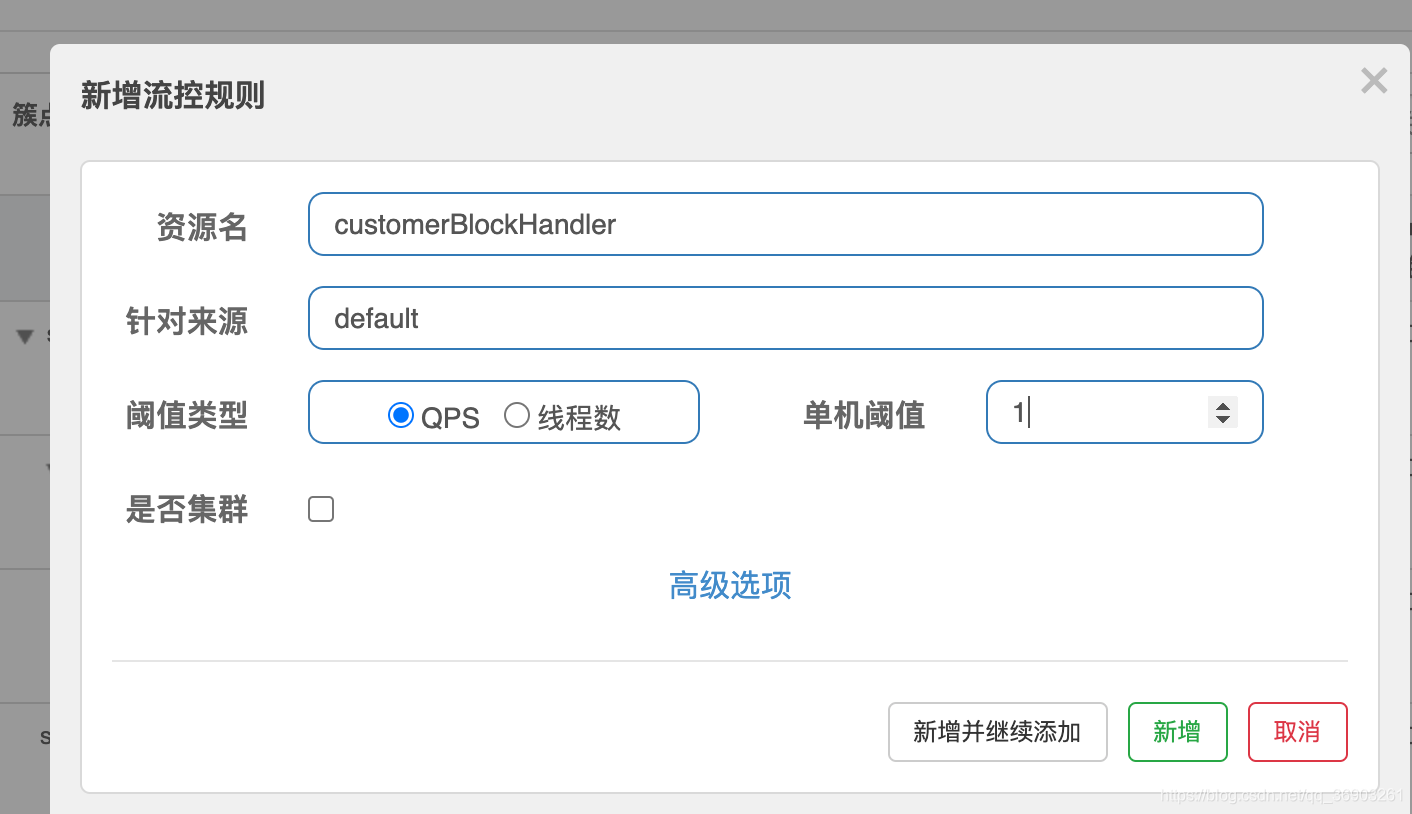 新增流控规则
×
簇点
资源名 customerBlockHandler
针对来源 default
阈值类型 QPS 线程数 单机阈值 1
是否集群
高级选项
新增并继续添加 新增 取消
https://blog.csdn.net/qq_36903261